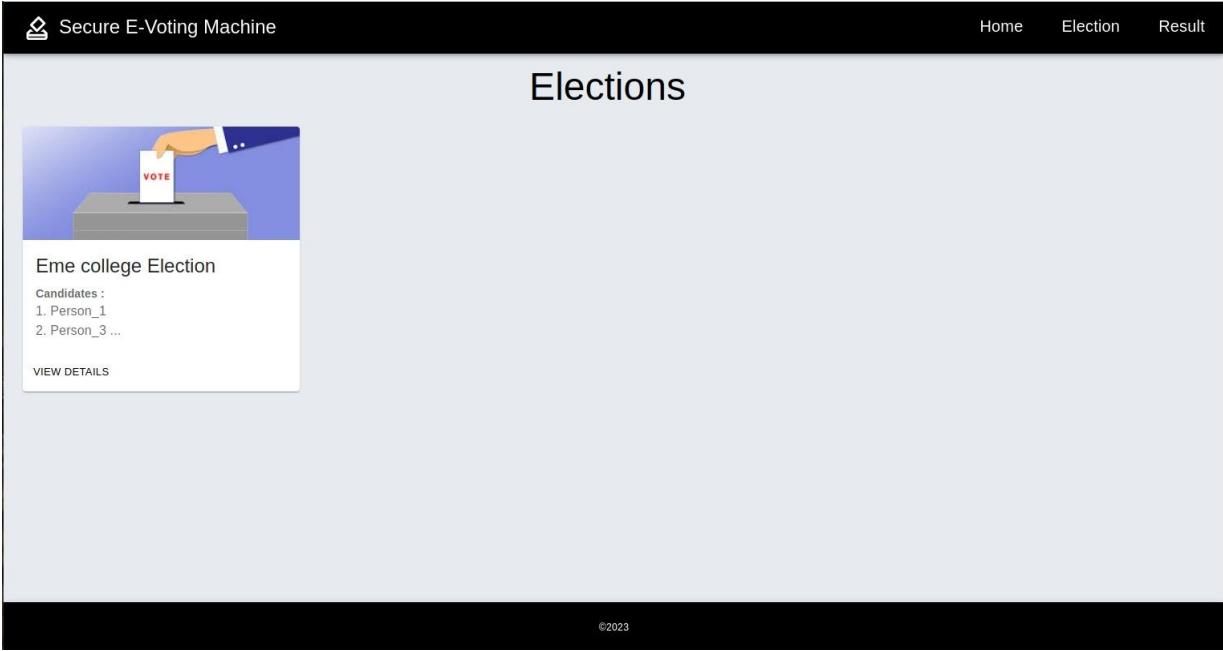 Secure E-Voting Machine
Home Election Result
Elections
VOTE
Eme college Election
Candidates :
1. Person_1
2. Person_3 ...
VIEW DETAILS
©2023